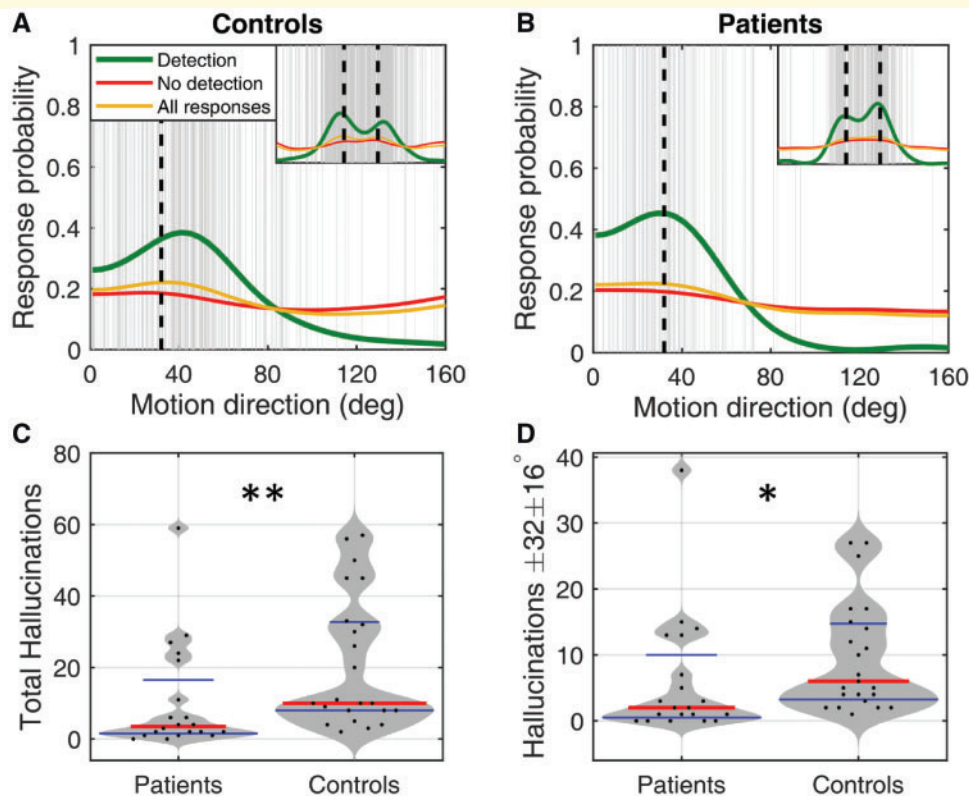 A Controls
Detection
No detection
All responses
Response probability
1
0.8
0.6
0.4
0.2
0
0 40 80 120 160
Motion direction (deg)
B Patients
Response probability
1
0.8
0.6
0.4
0.2
0
0 40 80 120 160
Motion direction (deg)
C
Total Hallucinations
80
60
40
20
0
**
Patients Controls
D
Hallucinations ±32±16°
40
30
20
10
0
*
Patients Controls